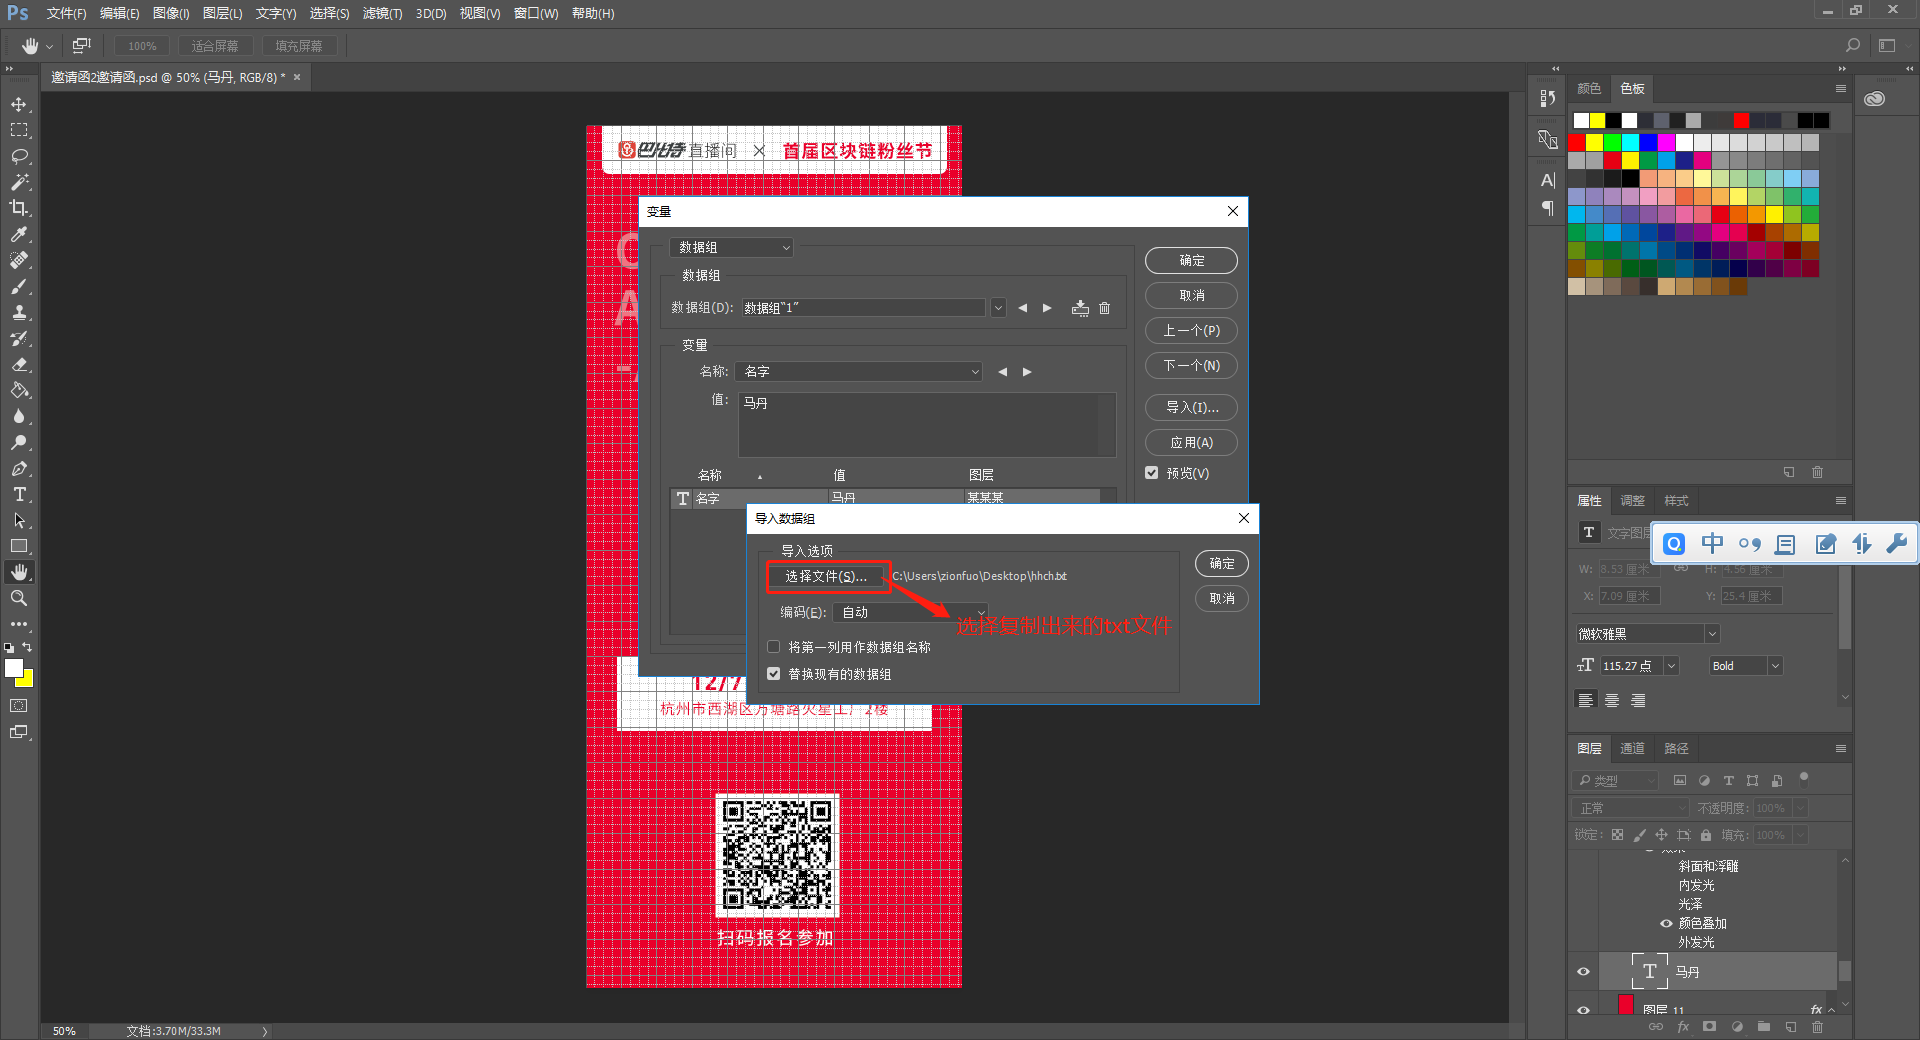 Ps 文件(F) 编辑(E) 图像(I) 图层(L) 文字(Y) 选择(S) 滤镜(T) 3D(D) 视图(V) 窗口(W) 帮助(H)
100% 适合屏幕 填充屏幕
邀请函2邀请函.psd @ 50% (马丹, RGB/8) * ×
巴比特 直播间 × 首届区块链粉丝节
变量
数据组
数据组
数据组(D): 数据组“1”
变量
名称: 名字
值: 马丹
名称 值 图层
T 名字 马丹 某某某
确定
取消
上一个(P)
下一个(N)
导入(I)...
应用(A)
预览(V)
导入数据组
导入选项
选择文件(S)... C:\Users\zionfuo\Desktop\hhch.txt
编码(E): 自动
选择复制出来的txt文件
将第一列用作数据组名称
替换现有的数据组
确定
取消
12/7
杭州市西湖区万塘路火星工厂2楼
扫码报名参加
50% 文档:3.70M/33.3M
颜色 色板
A
属性 调整 样式
T 文字图层
中
W: 8.53 厘米 H: 4.56 厘米
X: 7.09 厘米 Y: 25.4 厘米
微软雅黑
115.27 点 Bold
图层 通道 路径
类型
正常 不透明度: 100%
锁定: 填充: 100%
效果
斜面和浮雕
内发光
光泽
颜色叠加
外发光
T 马丹
图层 11 fx
fx